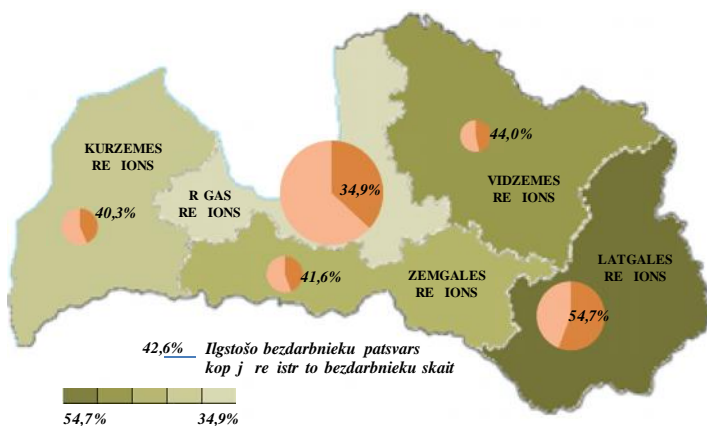 KURZEMES
RE IONS
40,3%
R GAS
RE IONS
34,9%
44,0%
VIDZEMES
RE IONS
41,6%
ZEMGALES
RE IONS
LATGALES
RE IONS
54,7%
42,6% Ilgstošo bezdarbnieku patsvars
kop j re istr to bezdarbnieku skait
54,7% 34,9%